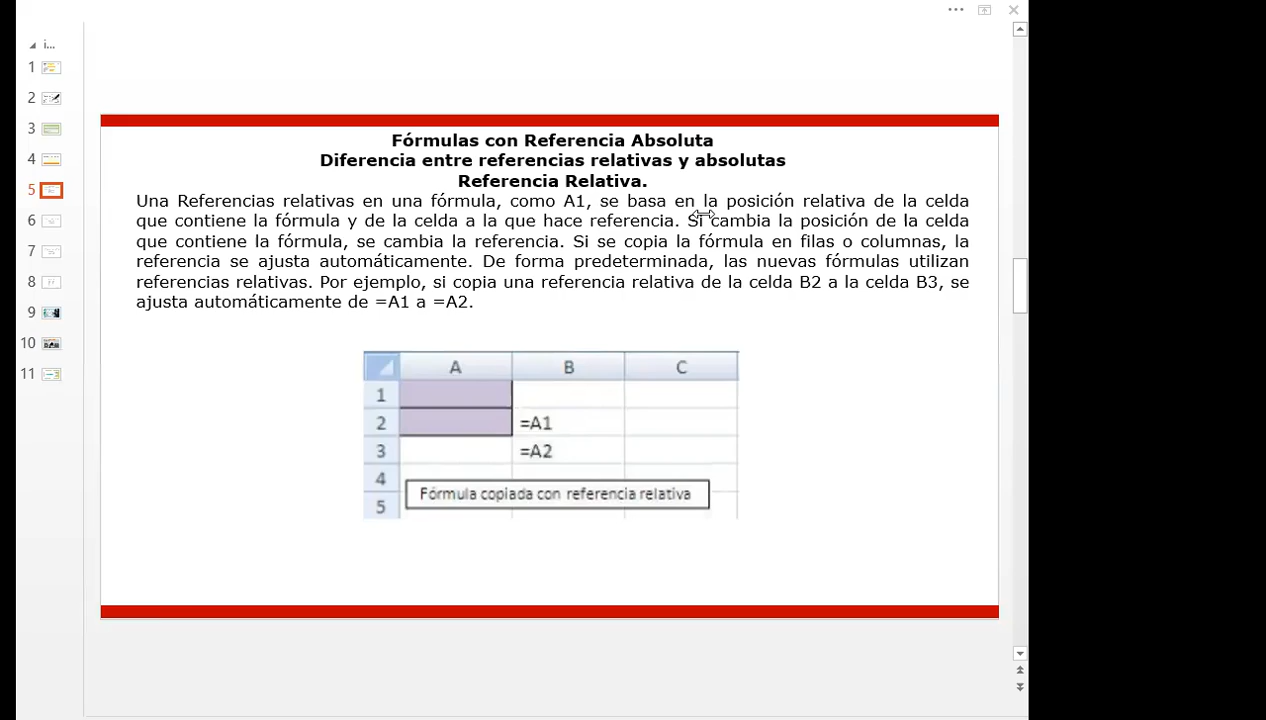 i...
1
2
3
4
5
6
7
8
9
10
11
Fórmulas con Referencia Absoluta
Diferencia entre referencias relativas y absolutas
Referencia Relativa.
Una Referencias relativas en una fórmula, como A1, se basa en la posición relativa de la celda
que contiene la fórmula y de la celda a la que hace referencia. Si cambia la posición de la celda
que contiene la fórmula, se cambia la referencia. Si se copia la fórmula en filas o columnas, la
referencia se ajusta automáticamente. De forma predeterminada, las nuevas fórmulas utilizan
referencias relativas. Por ejemplo, si copia una referencia relativa de la celda B2 a la celda B3, se
ajusta automáticamente de =A1 a =A2.
A B C
1
2 =A1
3 =A2
4
Fórmula copiada con referencia relativa
5